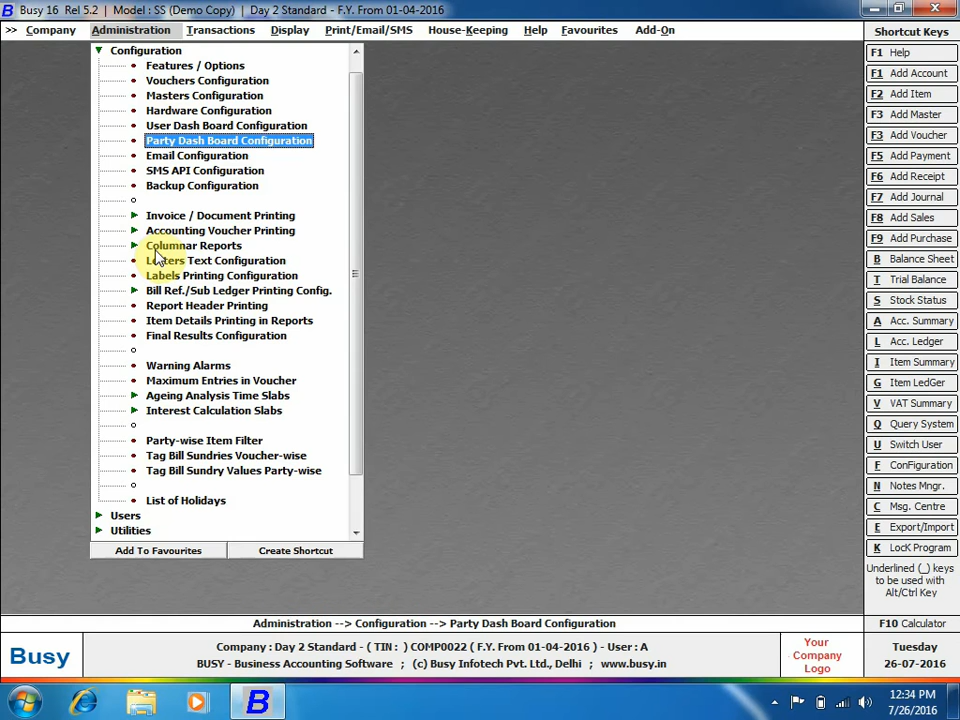 Busy 16 Rel 5.2 | Model : SS (Demo Copy) | Day 2 Standard - F.Y. From 01-04-2016
>> Company Administration Transactions Display Print/Email/SMS House-Keeping Help Favourites Add-On
Configuration
Features / Options
Vouchers Configuration
Masters Configuration
Hardware Configuration
User Dash Board Configuration
Party Dash Board Configuration
Email Configuration
SMS API Configuration
Backup Configuration
Invoice / Document Printing
Accounting Voucher Printing
Columnar Reports
Letters Text Configuration
Labels Printing Configuration
Bill Ref./Sub Ledger Printing Config.
Report Header Printing
Item Details Printing in Reports
Final Results Configuration
Warning Alarms
Maximum Entries in Voucher
Ageing Analysis Time Slabs
Interest Calculation Slabs
Party-wise Item Filter
Tag Bill Sundries Voucher-wise
Tag Bill Sundry Values Party-wise
List of Holidays
Users
Utilities
Add To Favourites Create Shortcut
Shortcut Keys
F1 Help
F1 Add Account
F2 Add Item
F3 Add Master
F3 Add Voucher
F5 Add Payment
F6 Add Receipt
F7 Add Journal
F8 Add Sales
F9 Add Purchase
B Balance Sheet
T Trial Balance
S Stock Status
A Acc. Summary
L Acc. Ledger
I Item Summary
G Item LedGer
V VAT Summary
Q Query System
U Switch User
F ConFiguration
N Notes Mngr.
C Msg. Centre
E Export/Import
K LocK Program
Underlined (_) keys
to be used with
Alt/Ctrl Key
F10 Calculator
Administration --> Configuration --> Party Dash Board Configuration
Busy
Company : Day 2 Standard - ( TIN : ) COMP0022 ( F.Y. From 01-04-2016 ) ; User : A
BUSY - Business Accounting Software ; (c) Busy Infotech Pvt. Ltd., Delhi ; www.busy.in
Your
Company
Logo
Tuesday
26-07-2016
12:34 PM
7/26/2016